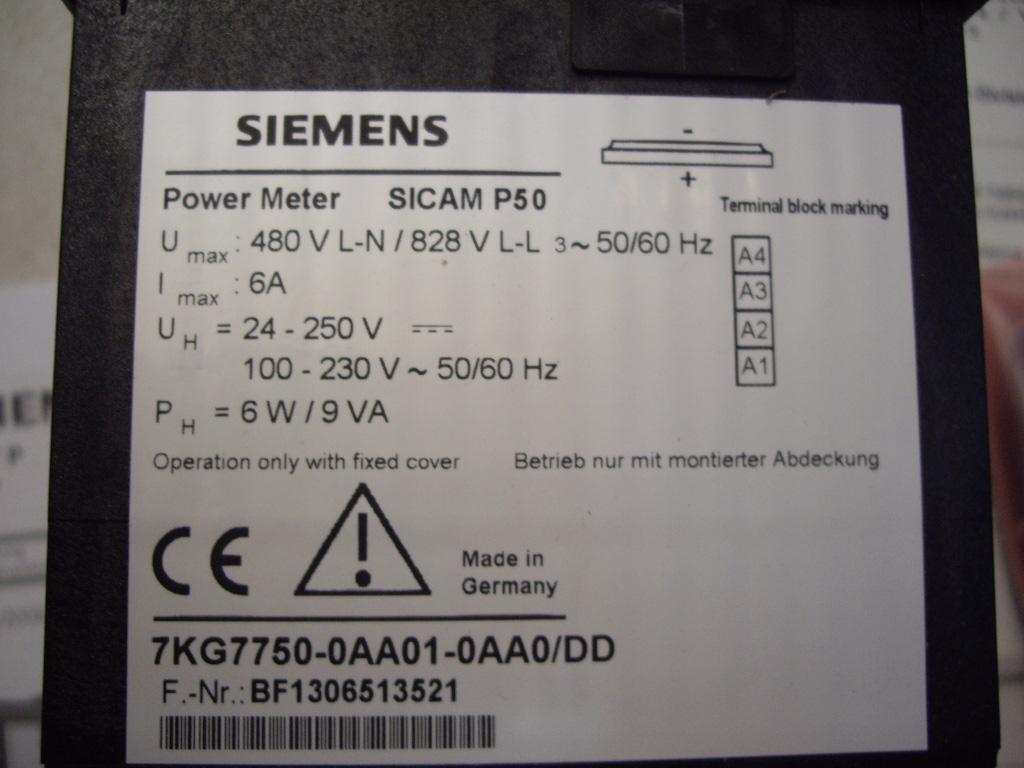 SIEMENS
-
+
Power Meter SICAM P50
Terminal block marking
U max : 480 V L-N / 828 V L-L 3~ 50/60 Hz
I max : 6A
U H = 24 - 250 V ⎓
100 - 230 V ~ 50/60 Hz
P H = 6 W / 9 VA
A4
A3
A2
A1
Operation only with fixed cover Betrieb nur mit montierter Abdeckung
CE
Made in
Germany
7KG7750-0AA01-0AA0/DD
F.-Nr.: BF1306513521